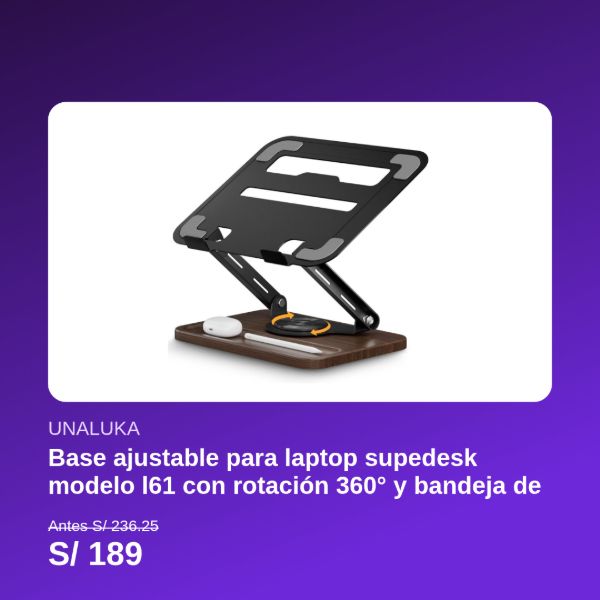 UNALUKA
Base ajustable para laptop supedesk
modelo l61 con rotación 360° y bandeja de
Antes S/ 236.25
S/ 189